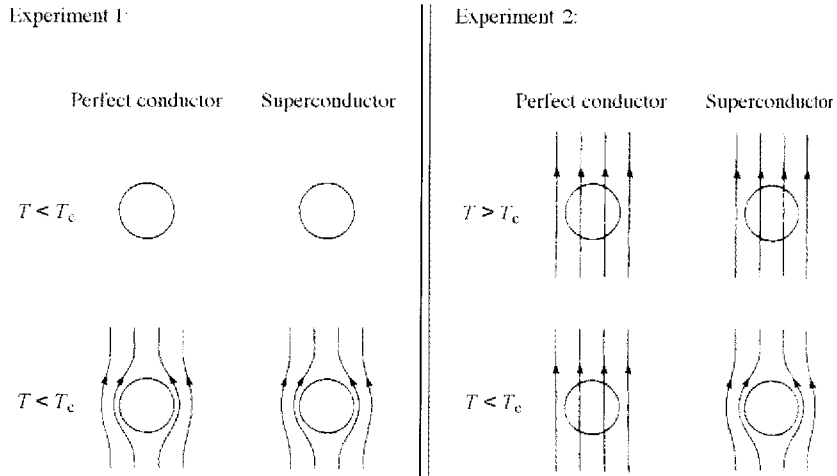 Experiment 1:
Perfect conductor Superconductor
T < Tc
T < Tc
Experiment 2:
Perfect conductor Superconductor
T > Tc
T < Tc